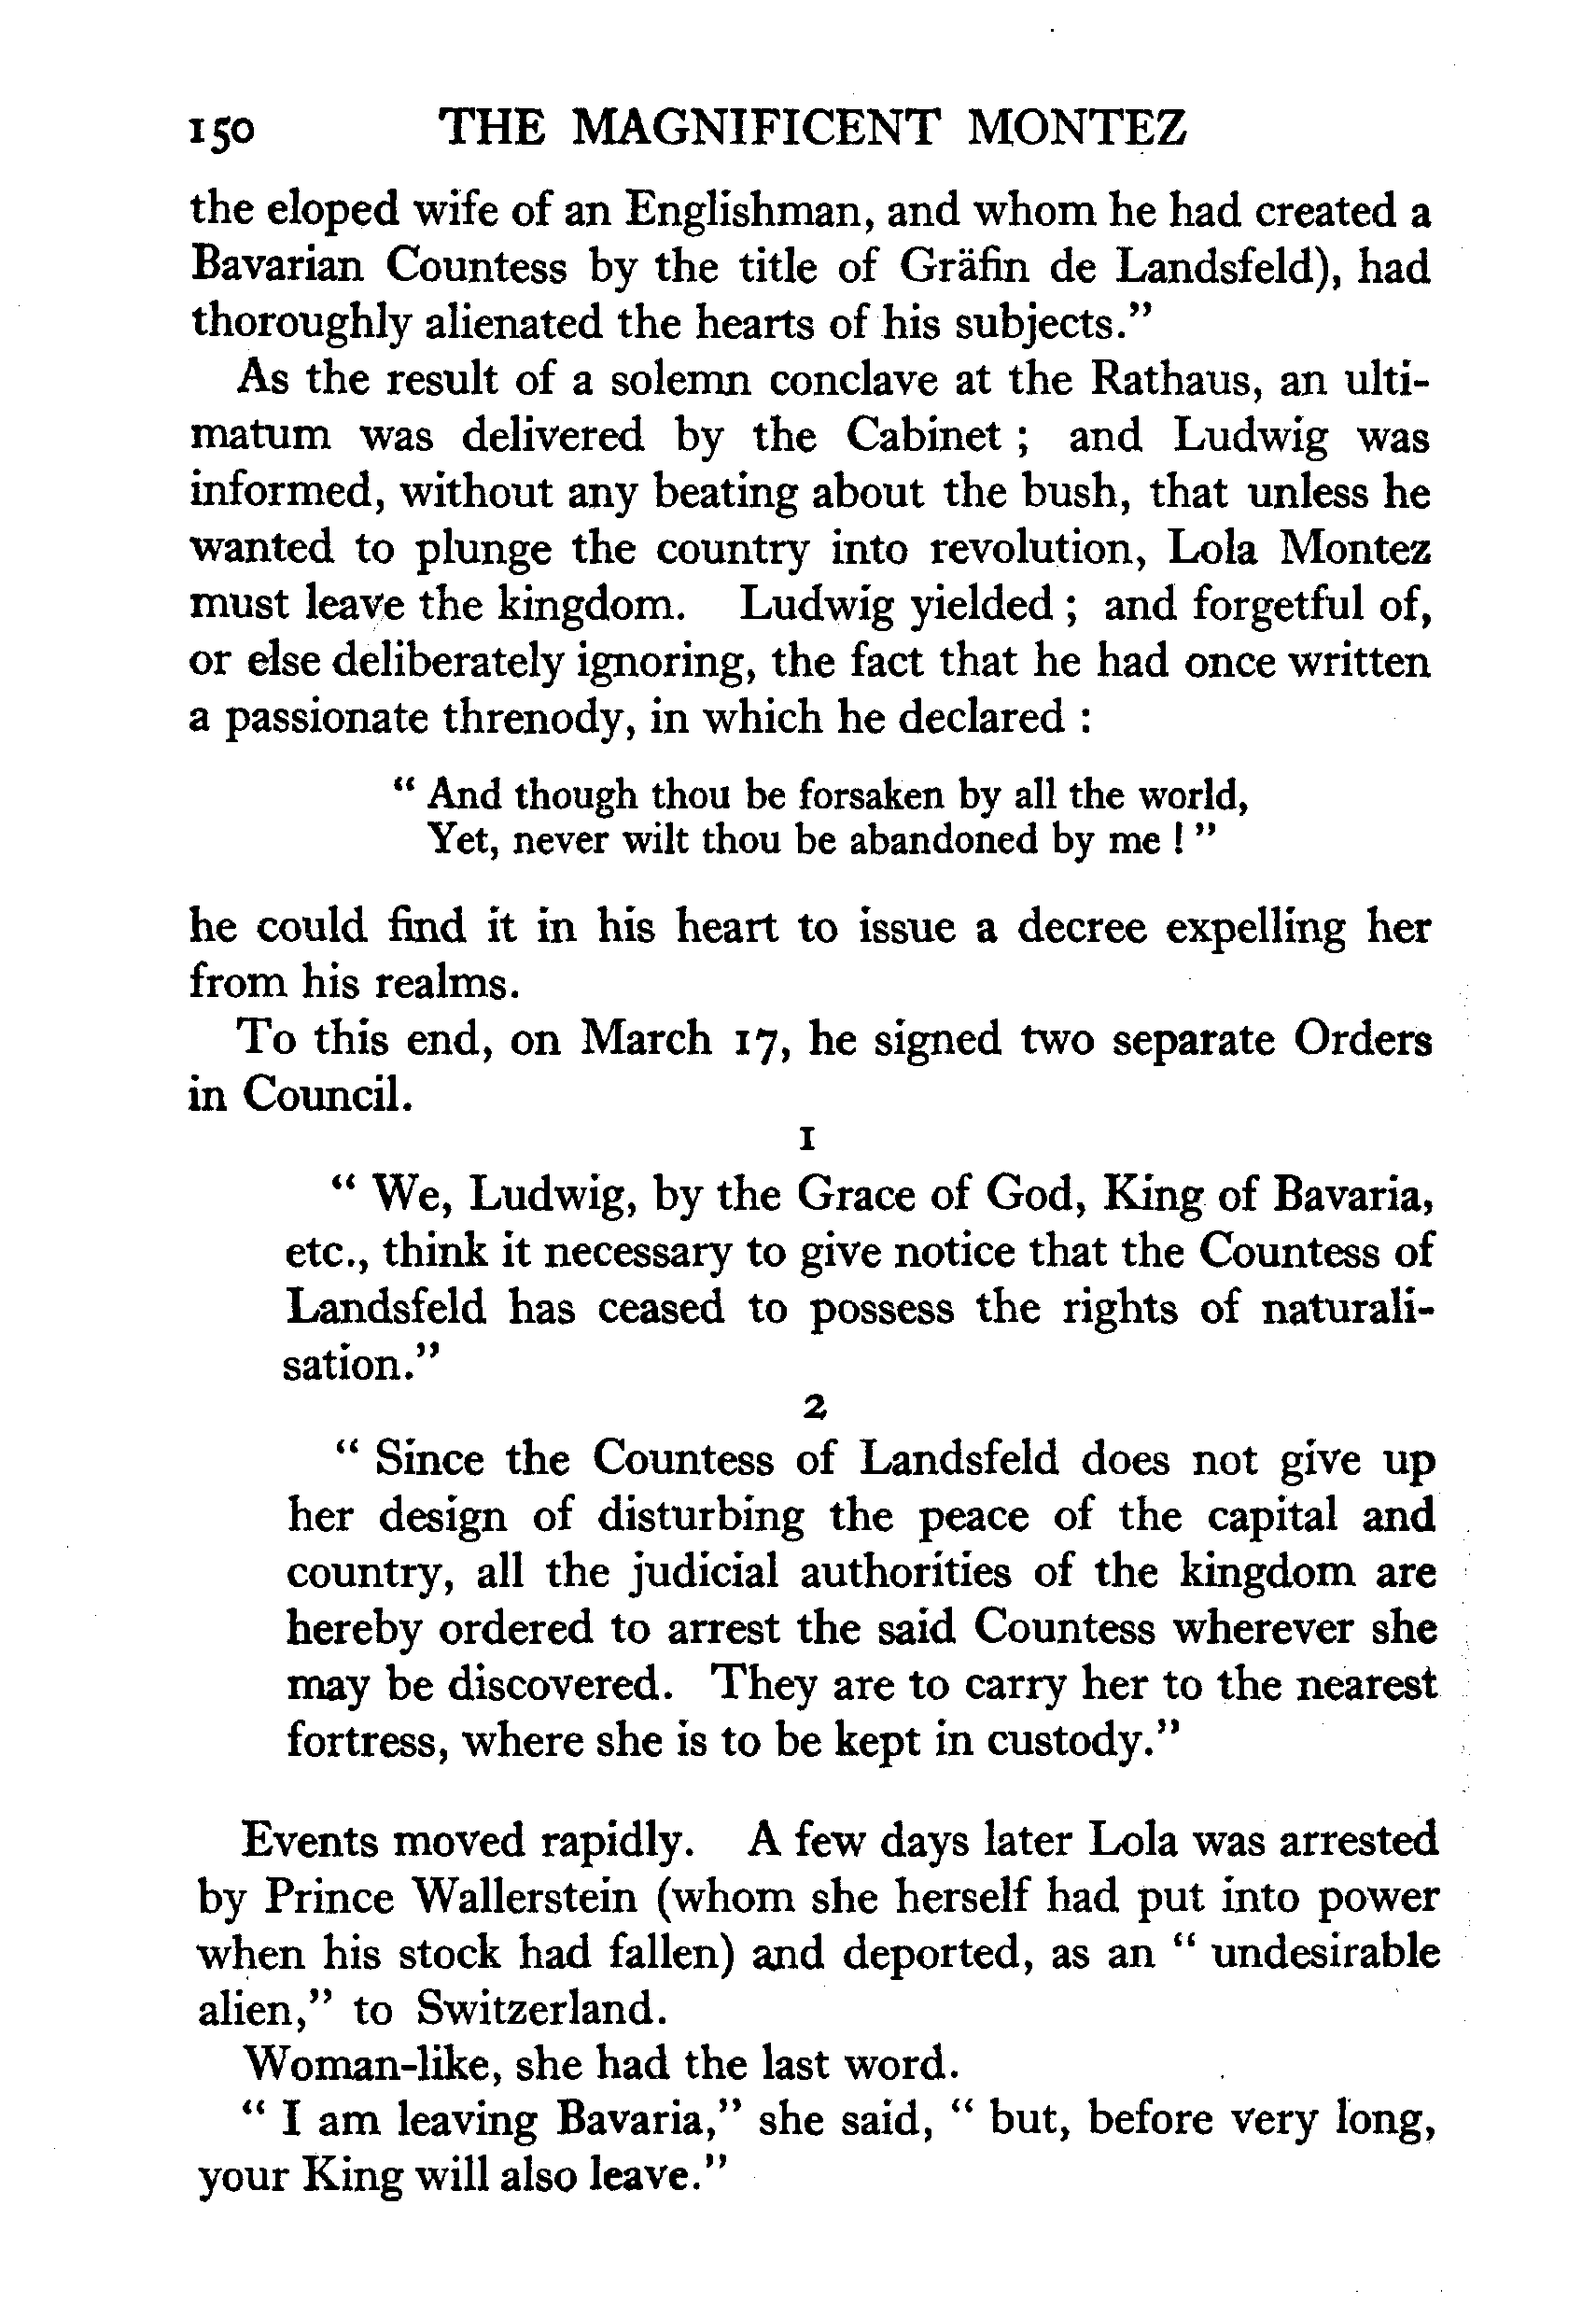 150 THE MAGNIFICENT MONTEZ
the eloped wife of an Englishman, and whom he had created a
Bavarian Countess by the title of Gräfin de Landsfeld), had
thoroughly alienated the hearts of his subjects.”
As the result of a solemn conclave at the Rathaus, an ulti-
matum was delivered by the Cabinet ; and Ludwig was
informed, without any beating about the bush, that unless he
wanted to plunge the country into revolution, Lola Montez
must leave the kingdom. Ludwig yielded ; and forgetful of,
or else deliberately ignoring, the fact that he had once written
a passionate threnody, in which he declared :
“ And though thou be forsaken by all the world,
Yet, never wilt thou be abandoned by me ! ”
he could find it in his heart to issue a decree expelling her
from his realms.
To this end, on March 17, he signed two separate Orders
in Council.
1
“ We, Ludwig, by the Grace of God, King of Bavaria,
etc., think it necessary to give notice that the Countess of
Landsfeld has ceased to possess the rights of naturali-
sation.”
2
“ Since the Countess of Landsfeld does not give up
her design of disturbing the peace of the capital and
country, all the judicial authorities of the kingdom are
hereby ordered to arrest the said Countess wherever she
may be discovered. They are to carry her to the nearest
fortress, where she is to be kept in custody.”
Events moved rapidly. A few days later Lola was arrested
by Prince Wallerstein (whom she herself had put into power
when his stock had fallen) and deported, as an “ undesirable
alien,” to Switzerland.
Woman-like, she had the last word.
“ I am leaving Bavaria,” she said, “ but, before very long,
your King will also leave.”